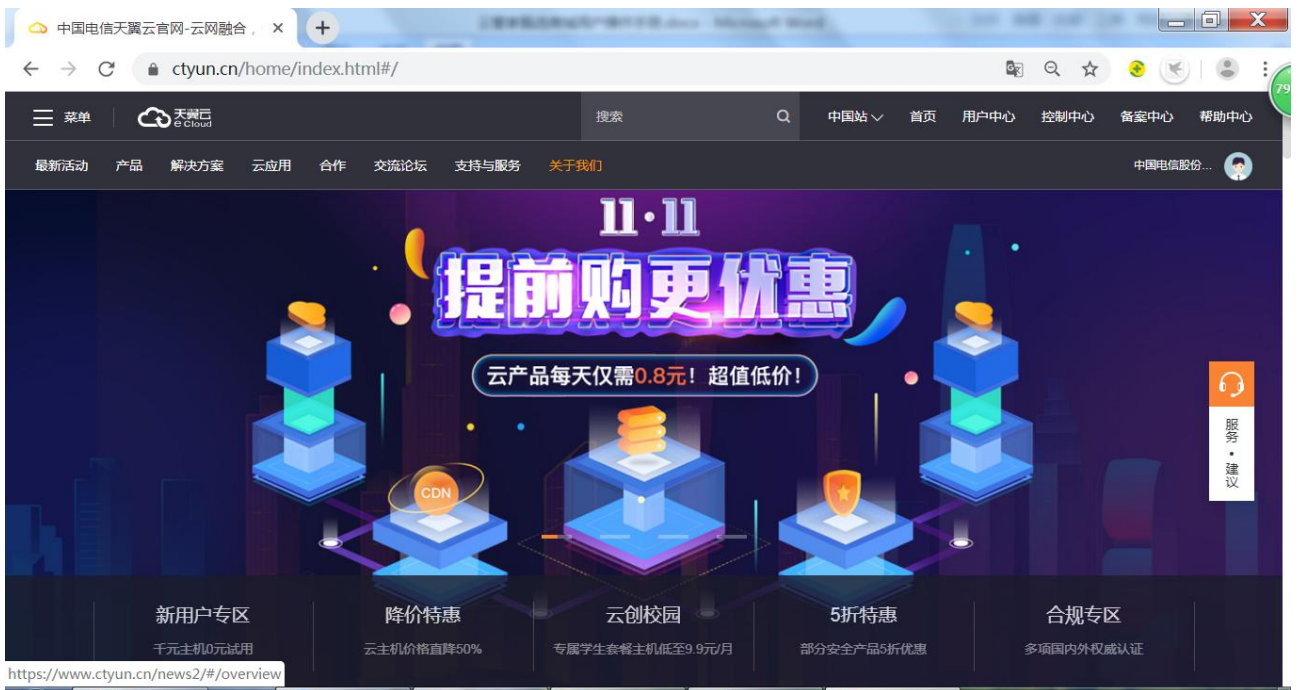 中国电信天翼云官网-云网融合，
ctyun.cn/home/index.html#/
79
菜单 天翼云 e Cloud 搜索 中国站 首页 用户中心 控制中心 备案中心 帮助中心
最新活动 产品 解决方案 云应用 合作 交流论坛 支持与服务 关于我们 中国电信股份...
11·11
提前购更优惠
云产品每天仅需0.8元！超值低价！
CDN
服务·建议
新用户专区 降价特惠 云创校园 5折特惠 合规专区
千元主机0元试用 云主机价格直降50% 专属学生套餐主机低至9.9元/月 部分安全产品5折优惠 多项国内外权威认证
https://www.ctyun.cn/news2/#/overview